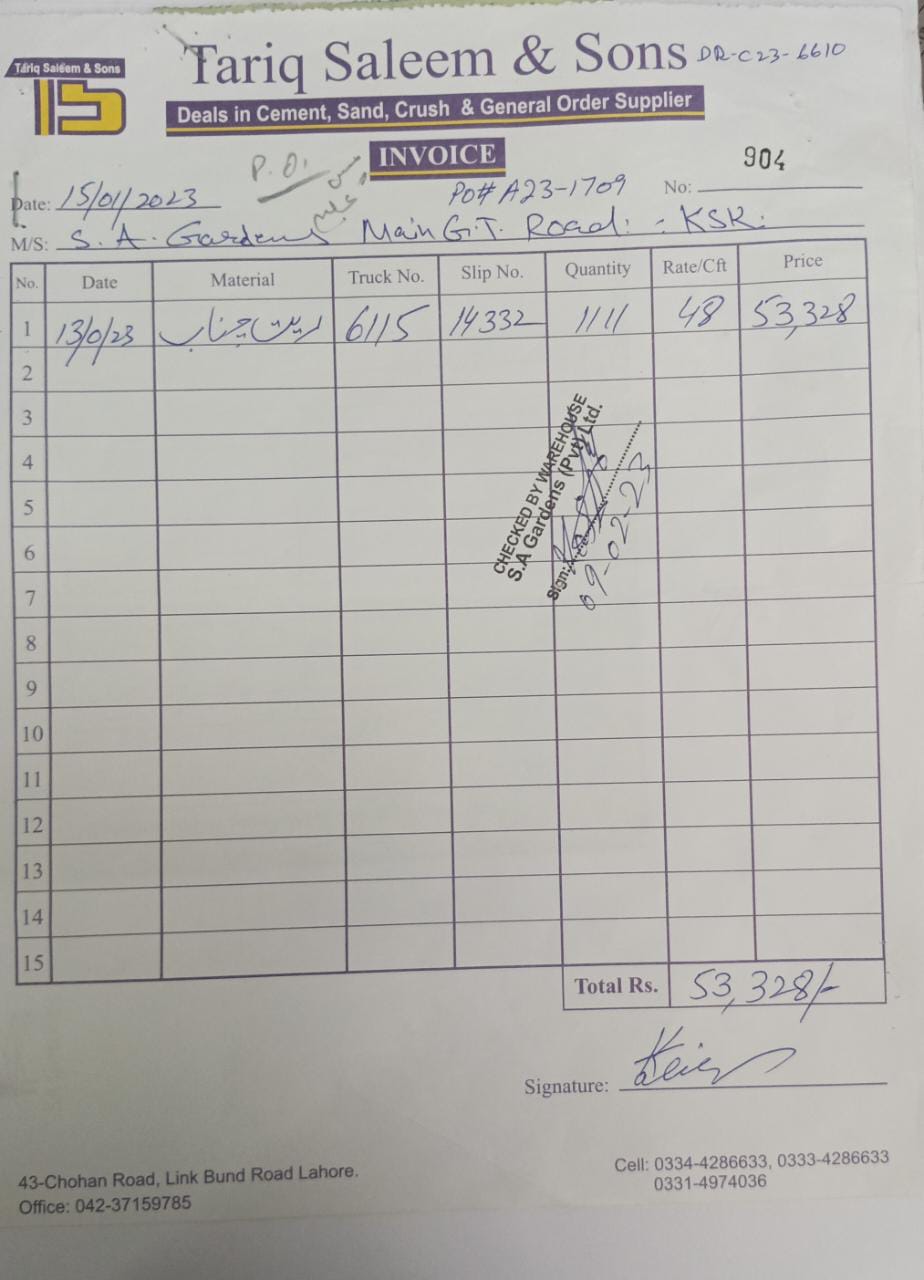 Tariq Saleem & Sons
Tariq Saleem & Sons DR-C23-6610
Deals in Cement, Sand, Crush & General Order Supplier
INVOICE
904
P.O.
Date: 15/01/2023 PO# A23-1709 No:
M/S: S. A. Gardens Main G.T. Road. - KSK.
No. Date Material Truck No. Slip No. Quantity Rate/Cft Price
1 13/0/23 ریت چناب 6115 14332 1111 48 53,328
2
3
4
5
6
7
8
9
10
11
12
13
14
15
CHECKED BY WAREHOUSE
S.A Gardens (Pvt) Ltd.
Sign:
09-02-23
Total Rs. 53,328/-
Signature:
43-Chohan Road, Link Bund Road Lahore.
Office: 042-37159785
Cell: 0334-4286633, 0333-4286633
0331-4974036